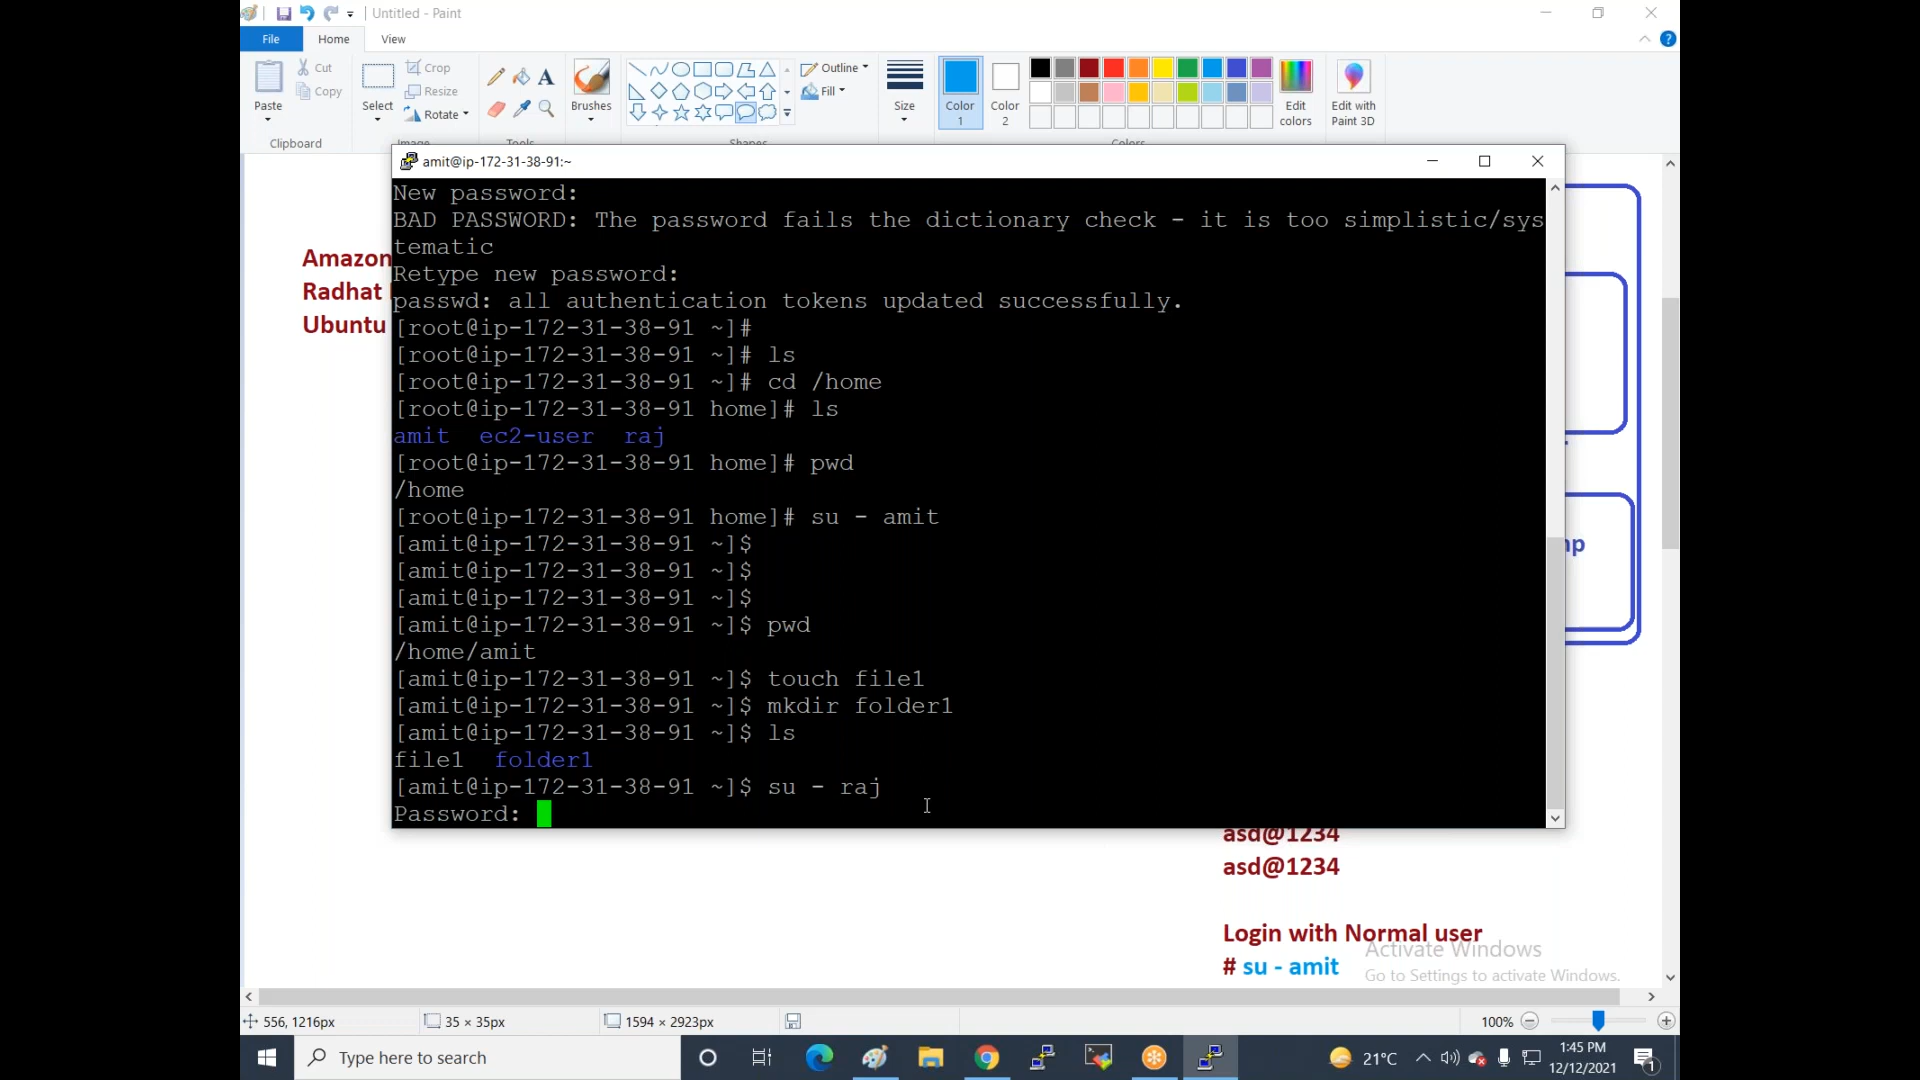 Untitled - Paint
File Home View
Paste
Cut
Copy
Clipboard
Select
Crop
Resize
Rotate
Image
Tools
Brushes
Shapes
Outline
Fill
Size
Color 1
Color 2
Edit colors
Edit with Paint 3D
Colors
amit@ip-172-31-38-91:~
New password:
BAD PASSWORD: The password fails the dictionary check - it is too simplistic/sys
tematic
Retype new password:
passwd: all authentication tokens updated successfully.
[root@ip-172-31-38-91 ~]#
[root@ip-172-31-38-91 ~]# ls
[root@ip-172-31-38-91 ~]# cd /home
[root@ip-172-31-38-91 home]# ls
amit ec2-user raj
[root@ip-172-31-38-91 home]# pwd
/home
[root@ip-172-31-38-91 home]# su - amit
[amit@ip-172-31-38-91 ~]$
[amit@ip-172-31-38-91 ~]$
[amit@ip-172-31-38-91 ~]$
[amit@ip-172-31-38-91 ~]$ pwd
/home/amit
[amit@ip-172-31-38-91 ~]$ touch file1
[amit@ip-172-31-38-91 ~]$ mkdir folder1
[amit@ip-172-31-38-91 ~]$ ls
file1 folder1
[amit@ip-172-31-38-91 ~]$ su - raj
Password:
Amazon
Radhat
Ubuntu
asd@1234
asd@1234
Login with Normal user
# su - amit
Activate Windows
Go to Settings to activate Windows.
556, 1216px
35 × 35px
1594 × 2923px
100%
Type here to search
21°C
1:45 PM
12/12/2021
1